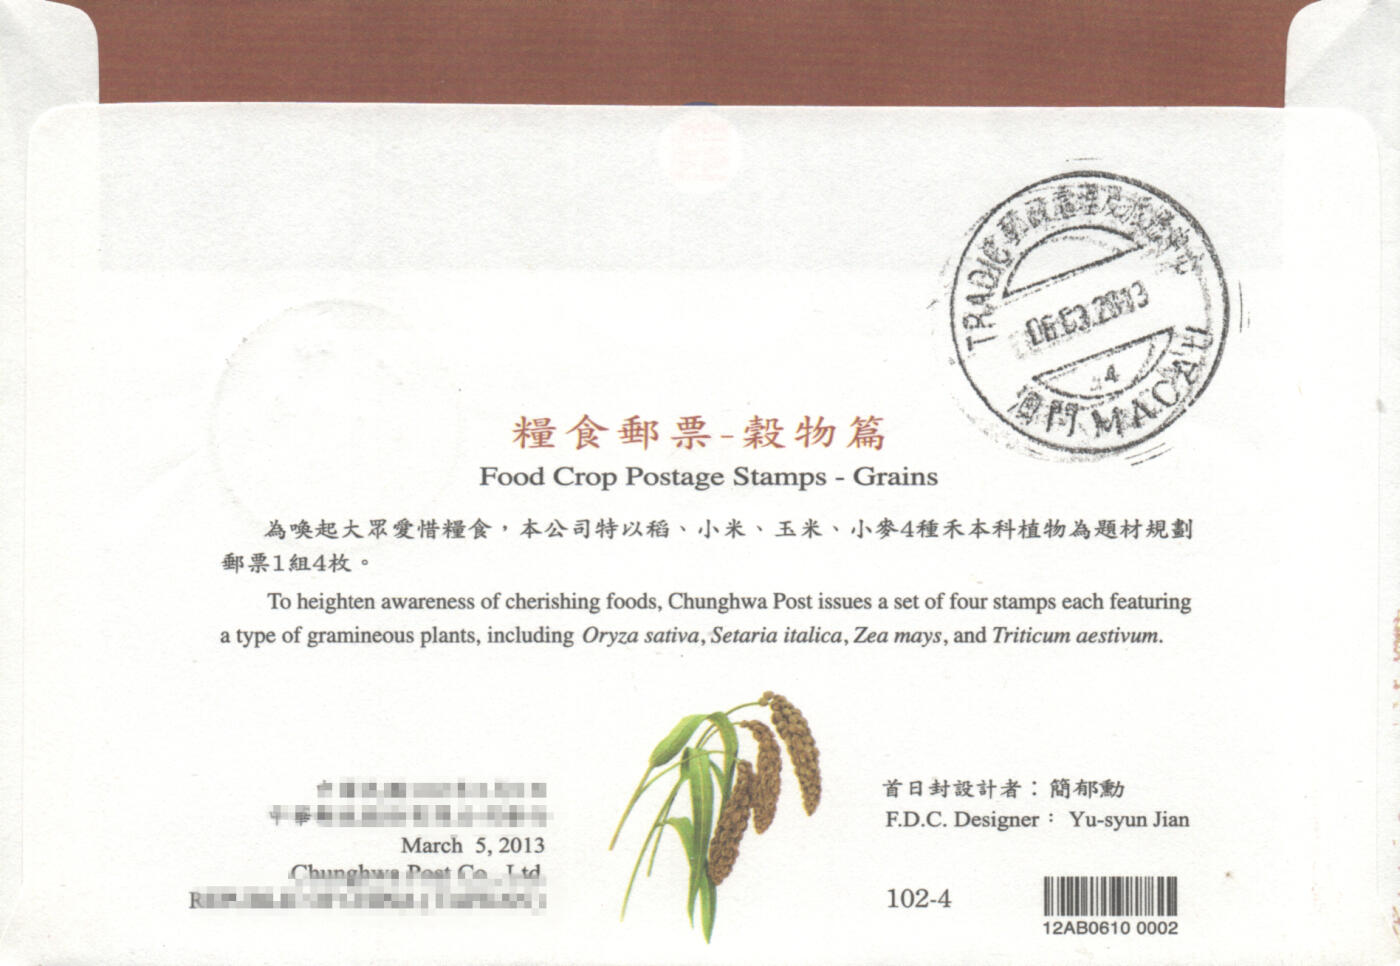 TRADIC
06.03.2013
4
澳門 MACAU
糧食郵票-穀物篇
Food Crop Postage Stamps - Grains
為喚起大眾愛惜糧食，本公司特以稻、小米、玉米、小麥4種禾本科植物為題材規劃
郵票1組4枚。
To heighten awareness of cherishing foods, Chunghwa Post issues a set of four stamps each featuring
a type of gramineous plants, including Oryza sativa, Setaria italica, Zea mays, and Triticum aestivum.
March 5, 2013
Chunghwa Post Co., Ltd.
首日封設計者：簡郁勳
F.D.C. Designer： Yu-syun Jian
102-4
12AB0610 0002